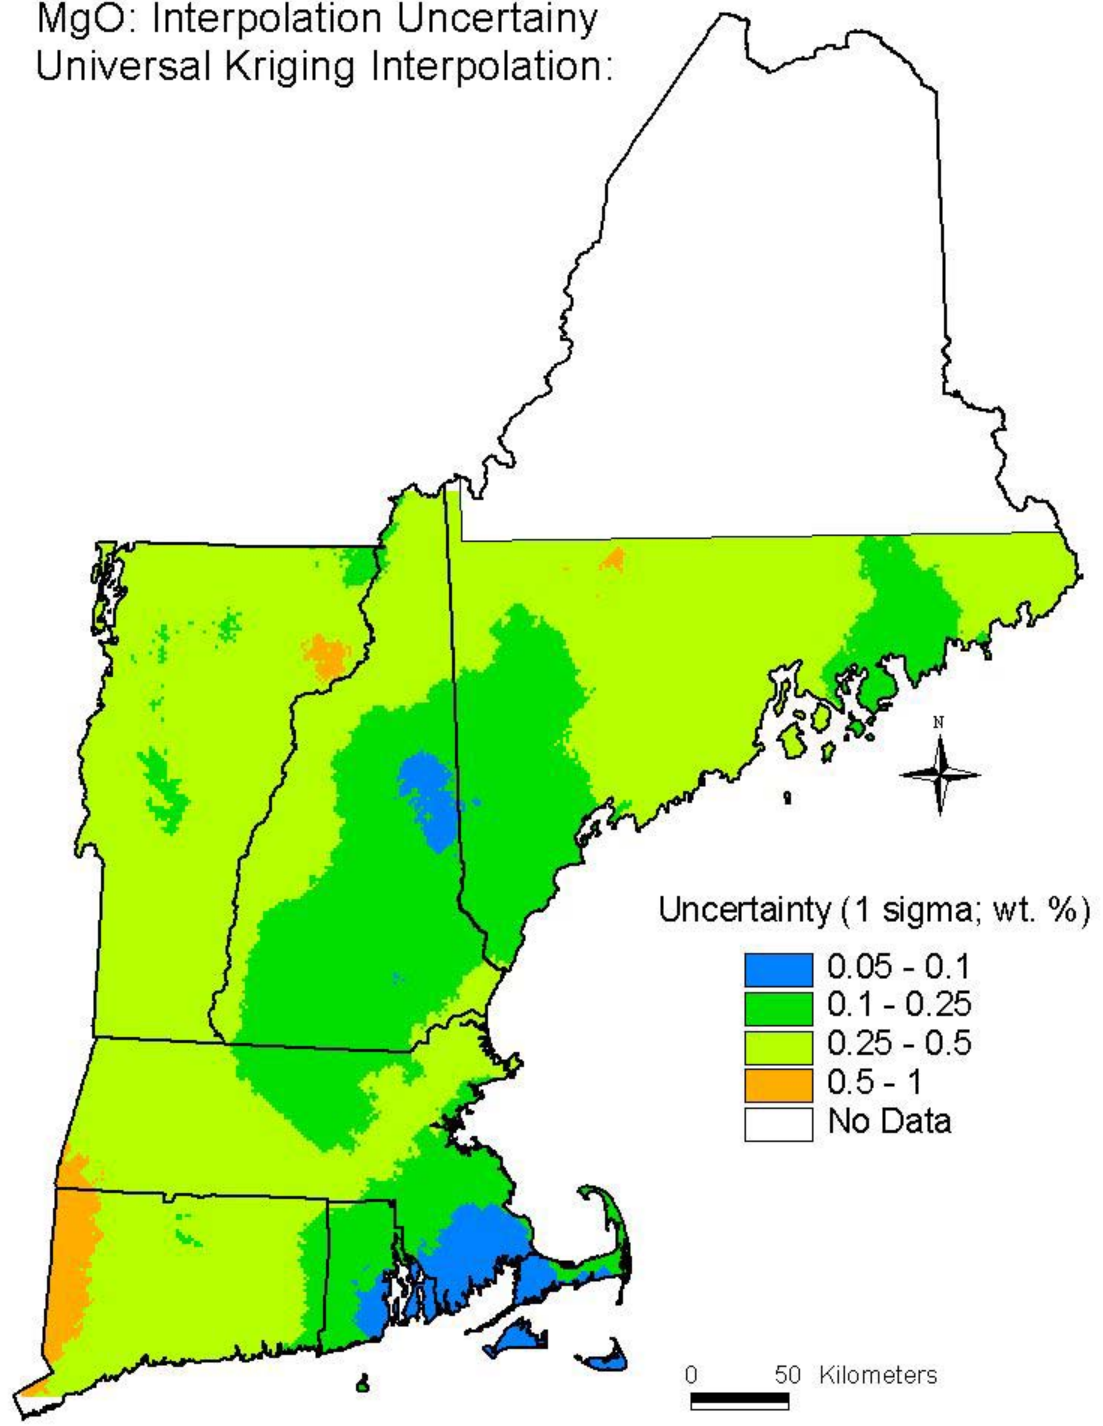 MgO: Interpolation Uncertainy
Universal Kriging Interpolation:
N
Uncertainty (1 sigma; wt. %)
0.05 - 0.1
0.1 - 0.25
0.25 - 0.5
0.5 - 1
No Data
0 50 Kilometers